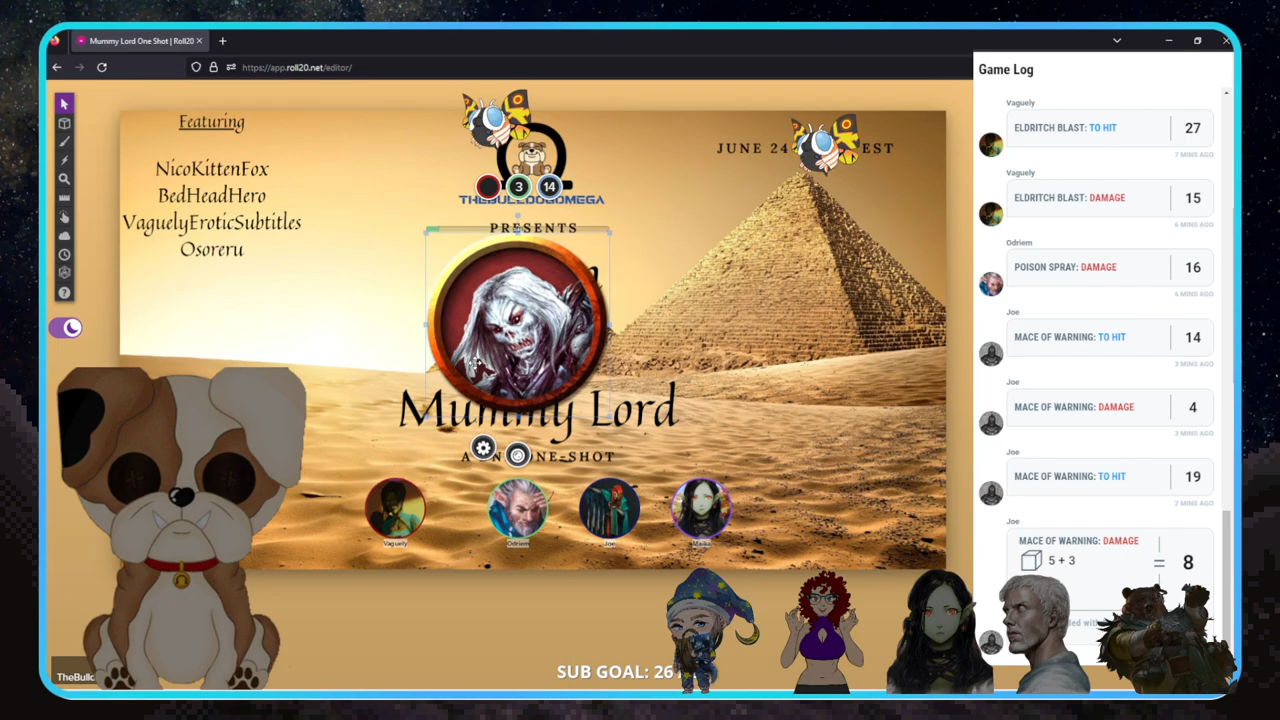 Mummy Lord One Shot | Roll20
https://app.roll20.net/editor/
Featuring
NicoKittenFox
BedHeadHero
VaguelyEroticSubtitles
Osoreru
3
14
THEBULLDOGOMEGA
PRESENTS
JUNE 24
EST
Mummy Lord
NE-SHOT
Vaguely
Odriem
Joe
Maika
TheBulld
SUB GOAL: 26
Game Log
Vaguely
ELDRITCH BLAST: TO HIT
27
7 MINS AGO
Vaguely
ELDRITCH BLAST: DAMAGE
15
6 MINS AGO
Odriem
POISON SPRAY: DAMAGE
16
6 MINS AGO
Joe
MACE OF WARNING: TO HIT
14
3 MINS AGO
Joe
MACE OF WARNING: DAMAGE
4
3 MINS AGO
Joe
MACE OF WARNING: TO HIT
19
2 MINS AGO
Joe
MACE OF WARNING: DAMAGE
5 + 3
=
8